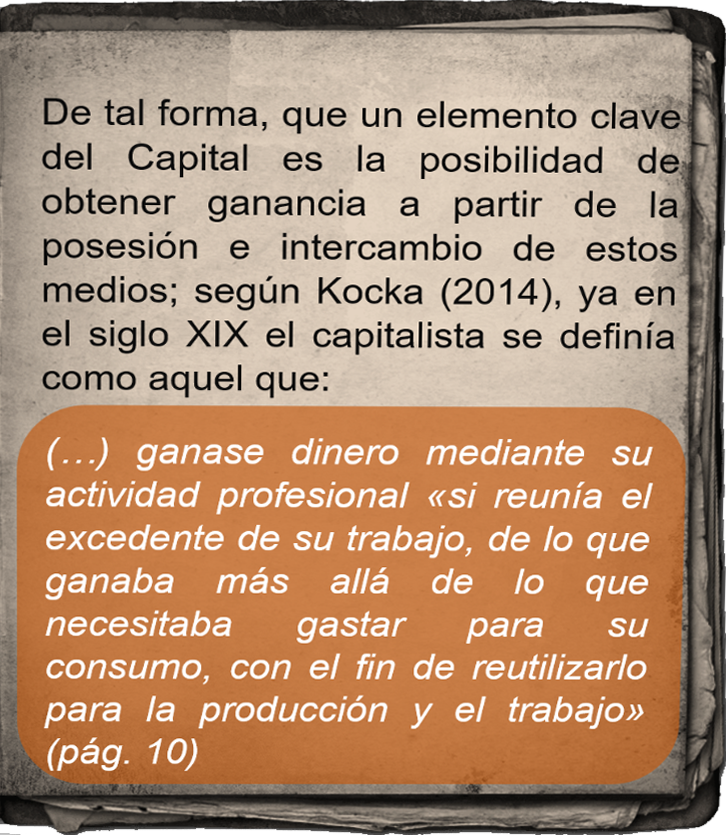 De tal forma, que un elemento clave
del Capital es la posibilidad de
obtener ganancia a partir de la
posesión e intercambio de estos
medios; según Kocka (2014), ya en
el siglo XIX el capitalista se definía
como aquel que:
(…) ganase dinero mediante su
actividad profesional «si reunía el
excedente de su trabajo, de lo que
ganaba más allá de lo que
necesitaba gastar para su
consumo, con el fin de reutilizarlo
para la producción y el trabajo»
(pág. 10)